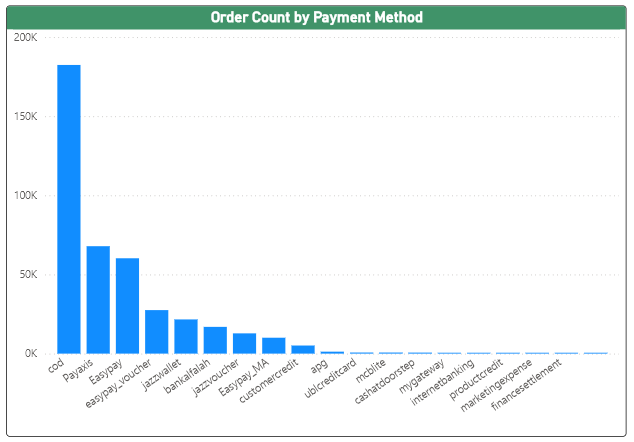 Order Count by Payment Method
200K
150K
100K
50K
0K
cod
Payaxis
Easypay
easypay_voucher
jazzwallet
bankalfalah
jazzvoucher
Easypay_MA
customercredit
apg
ublcreditcard
mcblite
cashatdoorstep
mygateway
internetbanking
productcredit
marketingexpense
financesettlement